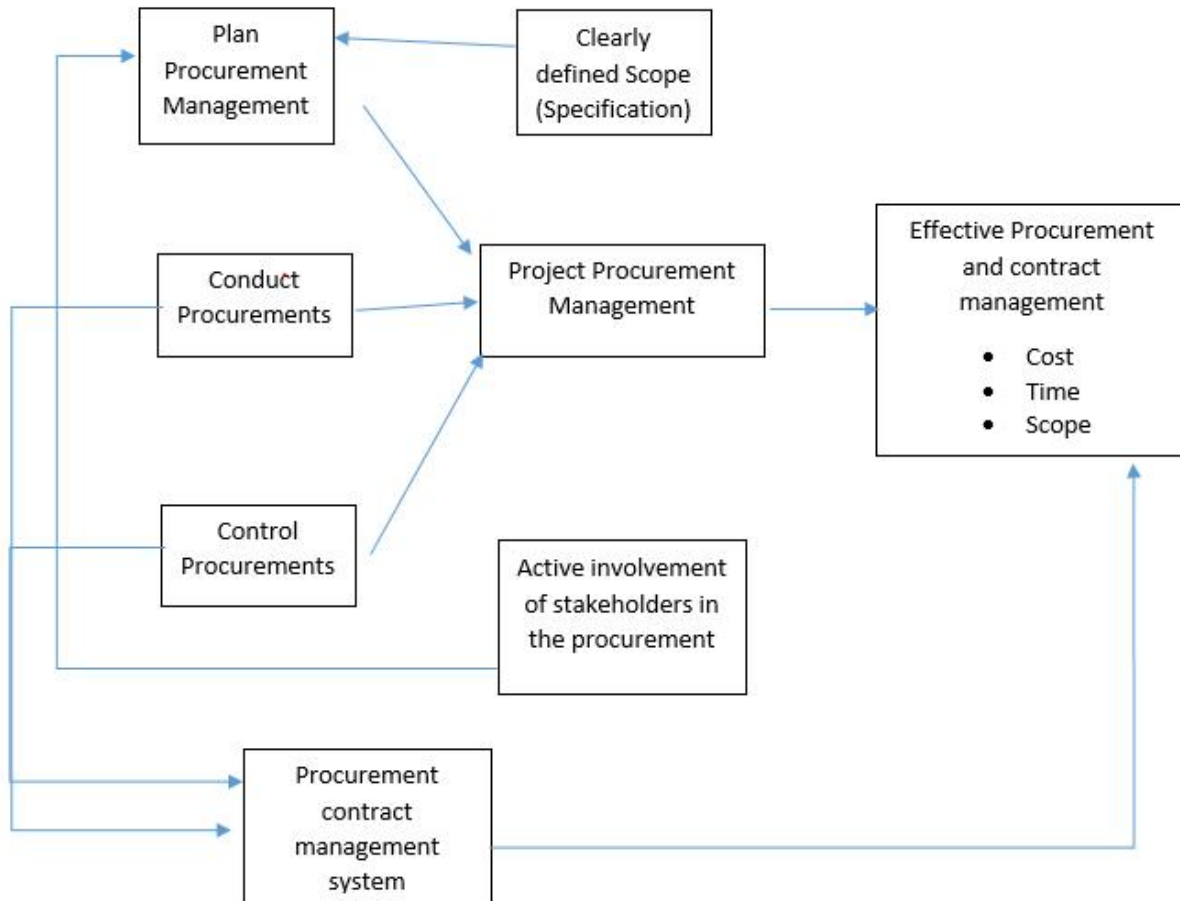 Plan
Procurement
Management
Clearly
defined Scope
(Specification)
Conduct
Procurements
Project Procurement
Management
Effective Procurement
and contract
management
• Cost
• Time
• Scope
Control
Procurements
Active involvement
of stakeholders in
the procurement
Procurement
contract
management
system